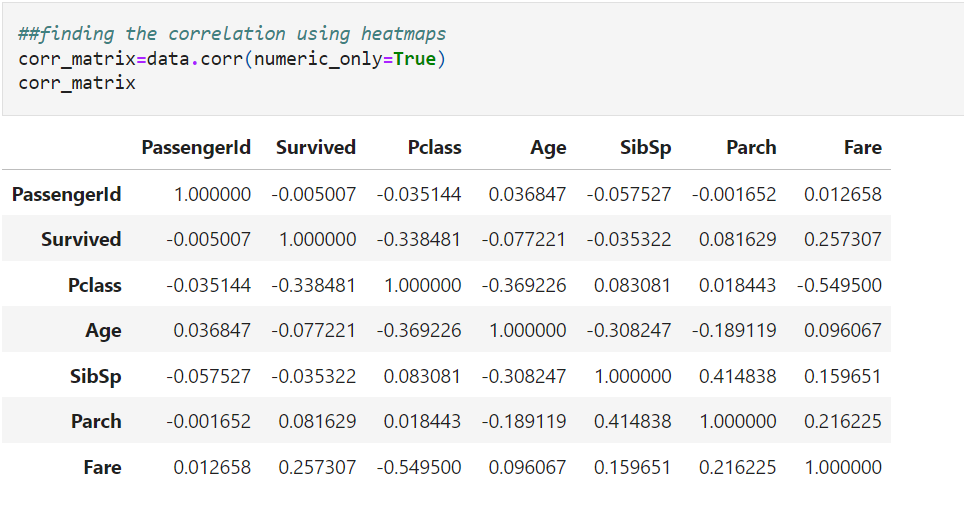 ##finding the correlation using heatmaps
corr_matrix=data.corr(numeric_only=True)
corr_matrix
PassengerId Survived Pclass Age SibSp Parch Fare
PassengerId 1.000000 -0.005007 -0.035144 0.036847 -0.057527 -0.001652 0.012658
Survived -0.005007 1.000000 -0.338481 -0.077221 -0.035322 0.081629 0.257307
Pclass -0.035144 -0.338481 1.000000 -0.369226 0.083081 0.018443 -0.549500
Age 0.036847 -0.077221 -0.369226 1.000000 -0.308247 -0.189119 0.096067
SibSp -0.057527 -0.035322 0.083081 -0.308247 1.000000 0.414838 0.159651
Parch -0.001652 0.081629 0.018443 -0.189119 0.414838 1.000000 0.216225
Fare 0.012658 0.257307 -0.549500 0.096067 0.159651 0.216225 1.000000